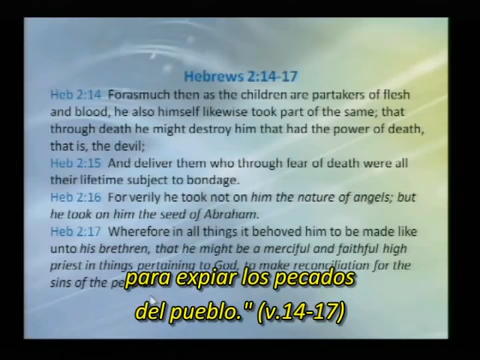 Hebrews 2:14-17
Heb 2:14 Forasmuch then as the children are partakers of flesh
and blood, he also himself likewise took part of the same; that
through death he might destroy him that had the power of death,
that is, the devil;
Heb 2:15 And deliver them who through fear of death were all
their lifetime subject to bondage.
Heb 2:16 For verily he took not on him the nature of angels; but
he took on him the seed of Abraham.
Heb 2:17 Wherefore in all things it behoved him to be made like
unto his brethren, that he might be a merciful and faithful high
priest in things pertaining to God, to make reconciliation for the
sins of the
para expiar los pecados
del pueblo." (v.14-17)